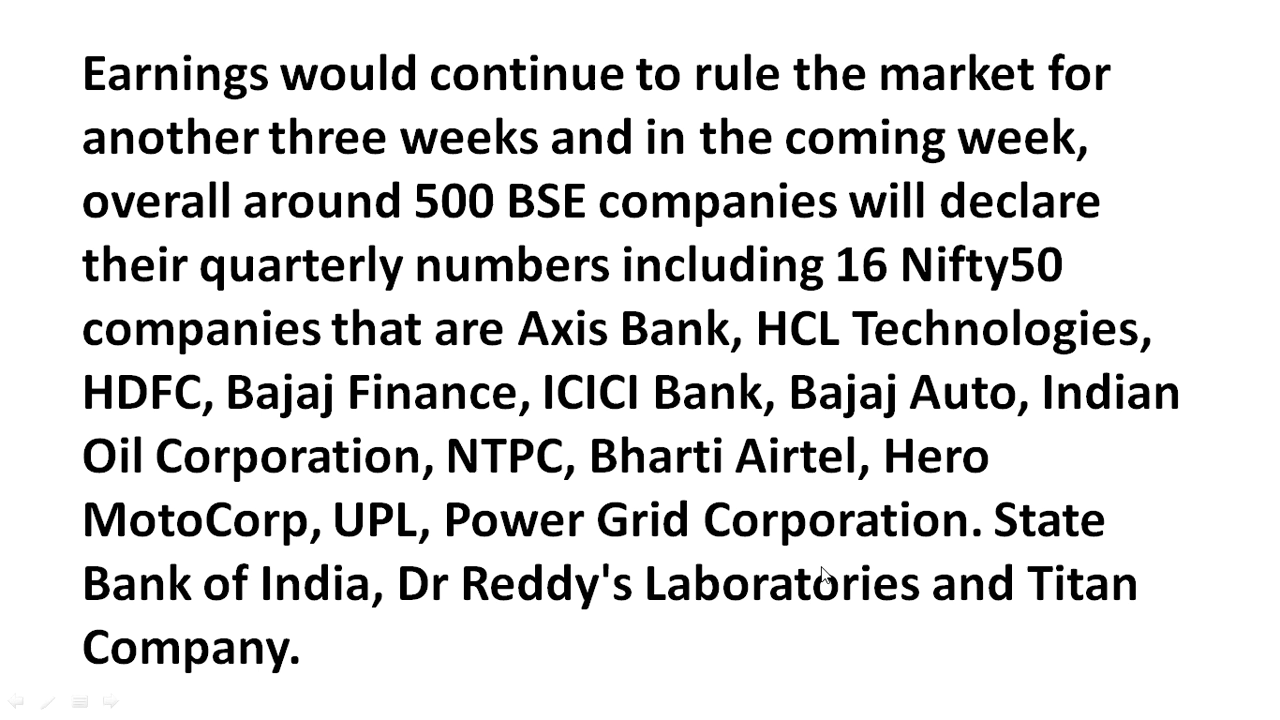 Earnings would continue to rule the market for
another three weeks and in the coming week,
overall around 500 BSE companies will declare
their quarterly numbers including 16 Nifty50
companies that are Axis Bank, HCL Technologies,
HDFC, Bajaj Finance, ICICI Bank, Bajaj Auto, Indian
Oil Corporation, NTPC, Bharti Airtel, Hero
MotoCorp, UPL, Power Grid Corporation. State
Bank of India, Dr Reddy's Laboratories and Titan
Company.